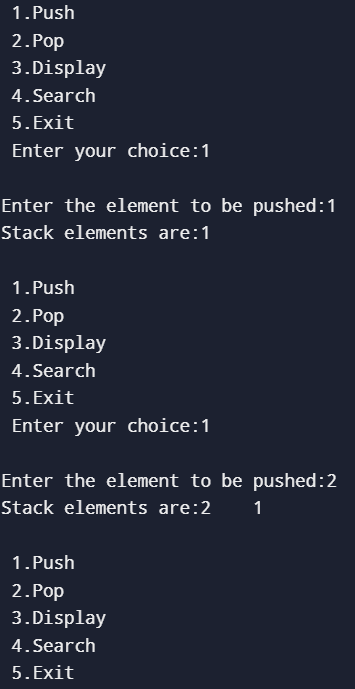 1.Push
2.Pop
3.Display
4.Search
5.Exit
Enter your choice:1
Enter the element to be pushed:1
Stack elements are:1
1.Push
2.Pop
3.Display
4.Search
5.Exit
Enter your choice:1
Enter the element to be pushed:2
Stack elements are:2    1
1.Push
2.Pop
3.Display
4.Search
5.Exit